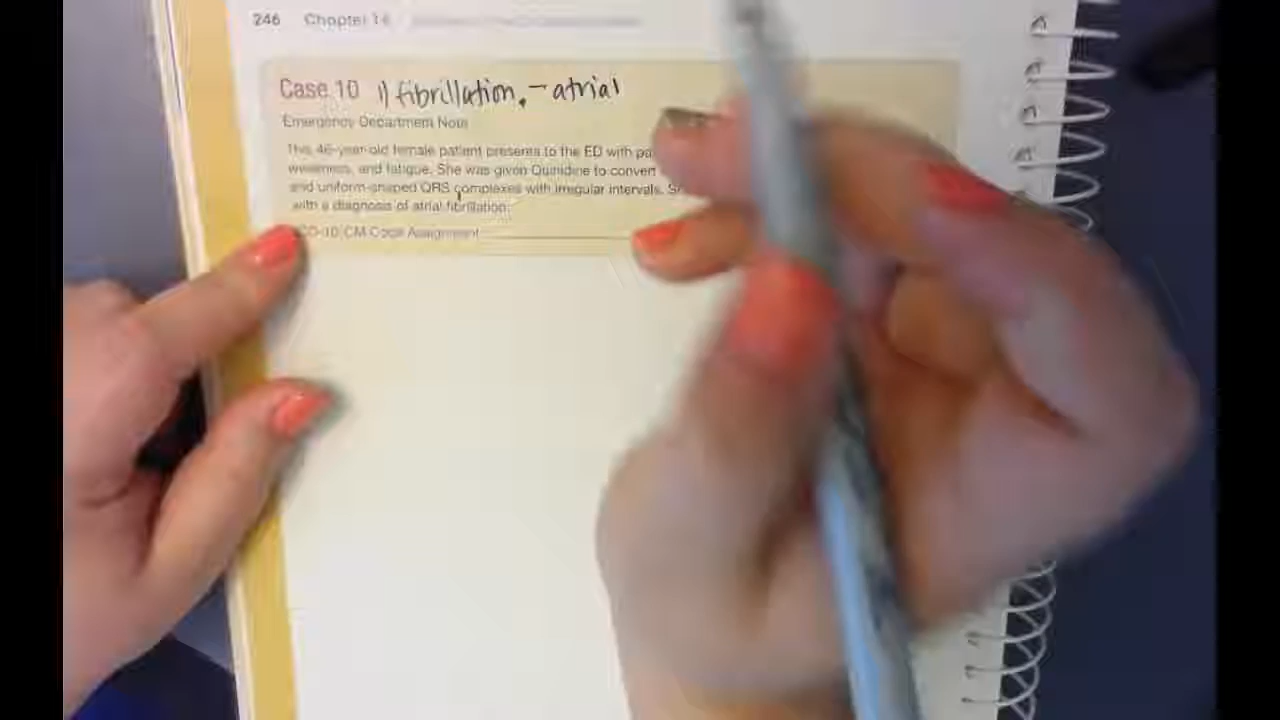 246 Chapter 14
Case 10 1) fibrillation. - atrial
Emergency Department Note
This 46-year-old female patient presents to the ED with pa
weakness, and fatigue. She was given Quinidine to convert
and uniform-shaped QRS complexes with irregular intervals. S
with a diagnosis of atrial fibrillation.
ICD-10-CM Code Assignment